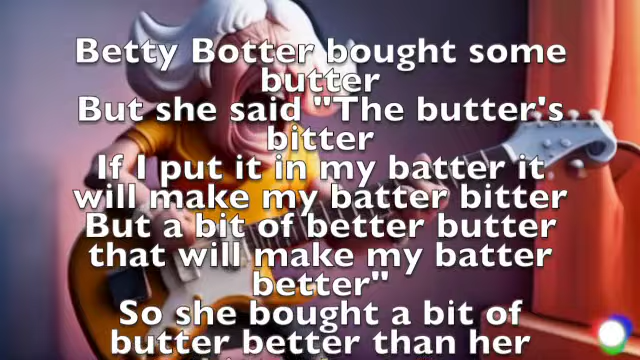 Betty Botter bought some
butter
But she said "The butter's
bitter
If I put it in my batter it
will make my batter bitter
But a bit of better butter
that will make my batter
better"
So she bought a bit of
butter better than her